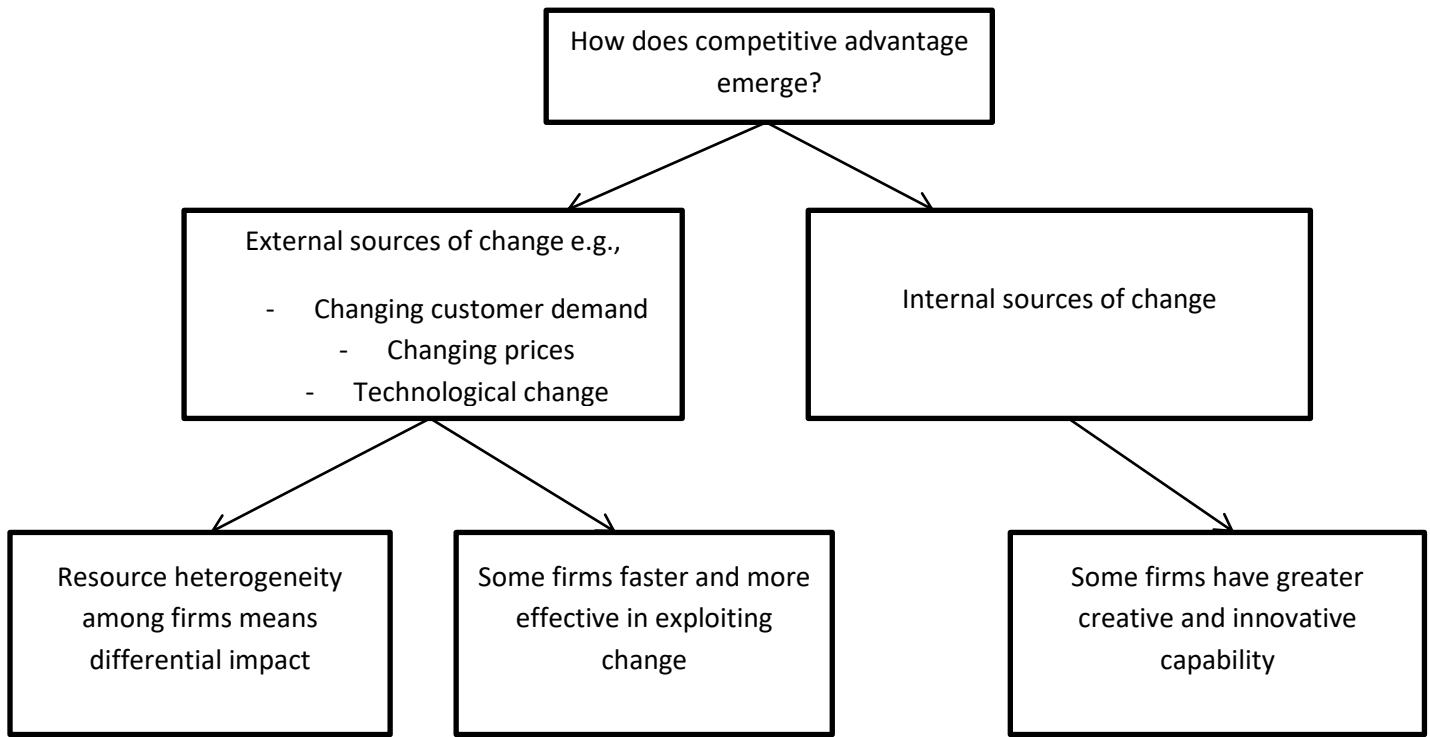 How does competitive advantage
emerge?
External sources of change e.g.,
- Changing customer demand
- Changing prices
- Technological change
Internal sources of change
Resource heterogeneity
among firms means
differential impact
Some firms faster and more
effective in exploiting
change
Some firms have greater
creative and innovative
capability